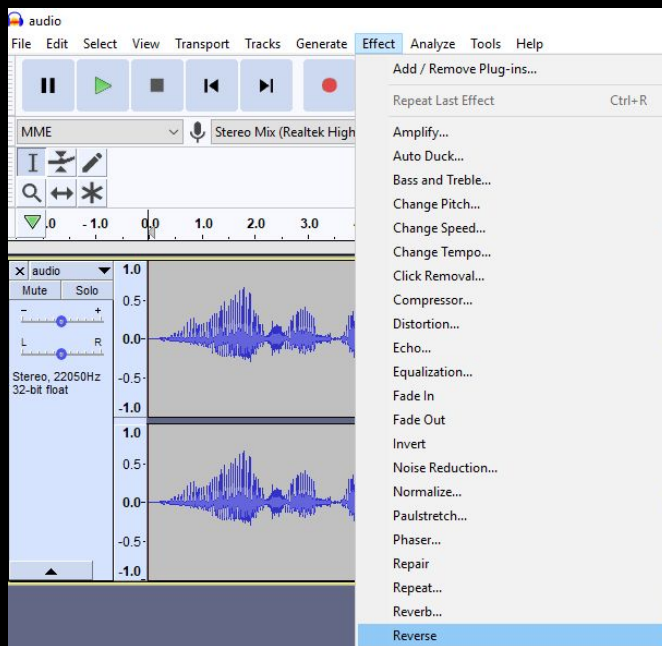 audio
File Edit Select View Transport Tracks Generate Effect Analyze Tools Help
Add / Remove Plug-ins...
Repeat Last Effect Ctrl+R
MME Stereo Mix (Realtek High
Amplify...
Auto Duck...
Bass and Treble...
Change Pitch...
Change Speed...
Change Tempo...
Click Removal...
Compressor...
Distortion...
Echo...
Equalization...
Fade In
Fade Out
Invert
Noise Reduction...
Normalize...
Paulstretch...
Phaser...
Repair
Repeat...
Reverb...
Reverse
.0 - 1.0 0.0 1.0 2.0 3.0
audio
Mute Solo
- +
L R
Stereo, 22050Hz
32-bit float
1.0
0.5-
0.0-
-0.5-
-1.0
1.0
0.5-
0.0-
-0.5-
-1.0